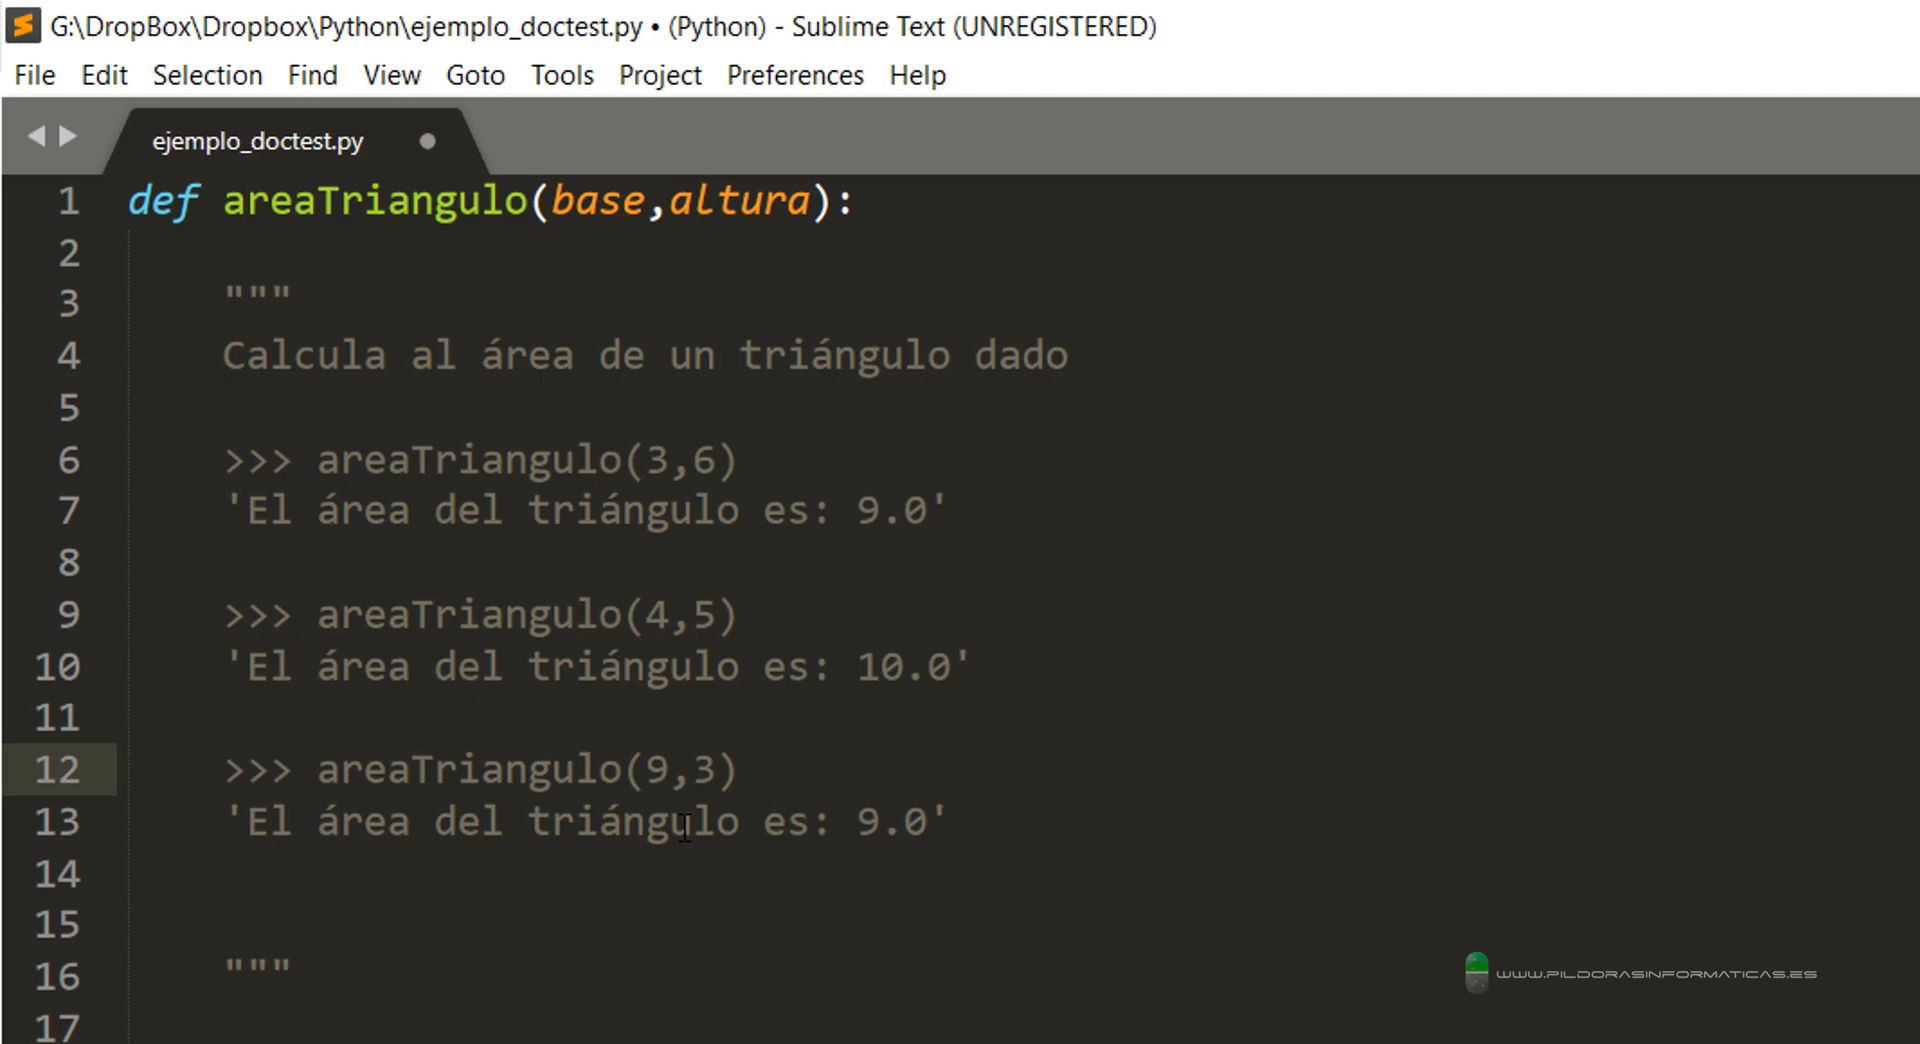 G:\DropBox\Dropbox\Python\ejemplo_doctest.py • (Python) - Sublime Text (UNREGISTERED)
File Edit Selection Find View Goto Tools Project Preferences Help
ejemplo_doctest.py
1 def areaTriangulo(base,altura):
2
3 """
4 Calcula al área de un triángulo dado
5
6 >>> areaTriangulo(3,6)
7 'El área del triángulo es: 9.0'
8
9 >>> areaTriangulo(4,5)
10 'El área del triángulo es: 10.0'
11
12 >>> areaTriangulo(9,3)
13 'El área del triángulo es: 9.0'
14
15
16 """
17
WWW.PILDORASINFORMATICAS.ES